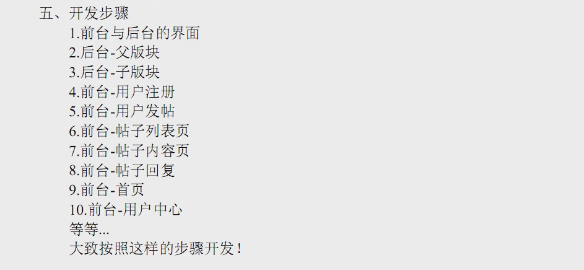 五、开发步骤
1.前台与后台的界面
2.后台-父版块
3.后台-子版块
4.前台-用户注册
5.前台-用户发帖
6.前台-帖子列表页
7.前台-帖子内容页
8.前台-帖子回复
9.前台-首页
10.前台-用户中心
等等...
大致按照这样的步骤开发！